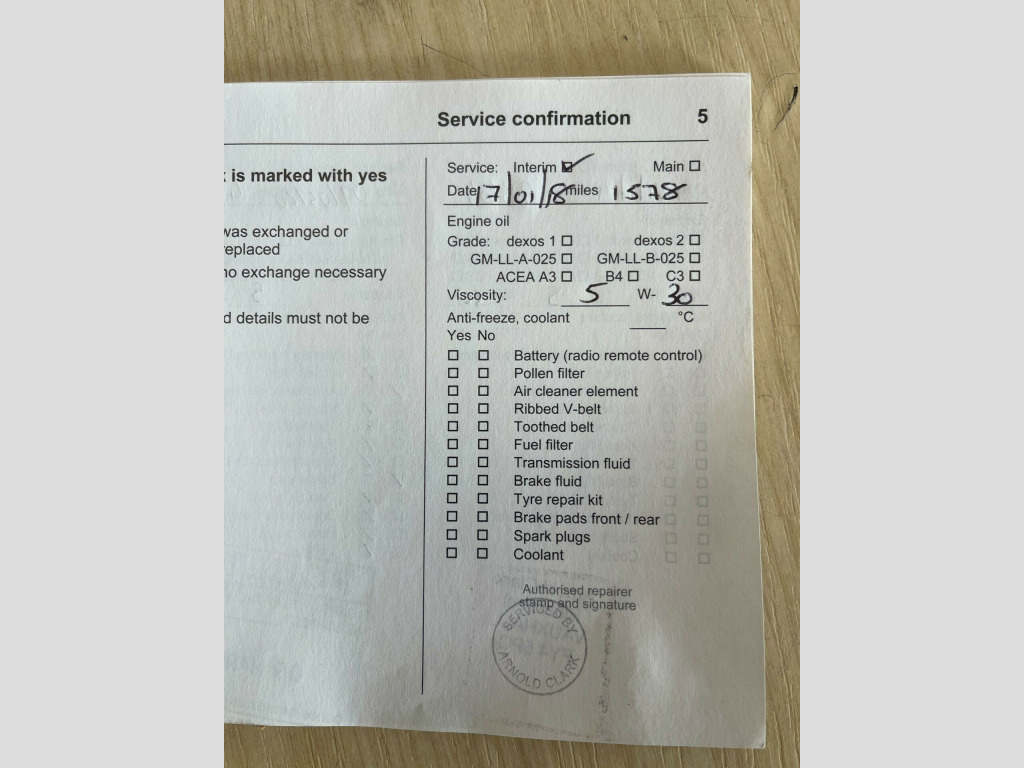 Service confirmation 5
is marked with yes
was exchanged or
replaced
no exchange necessary
d details must not be
Service: Interim Main
Date 17/01/18 miles 1578
Engine oil
Grade: dexos 1 dexos 2
GM-LL-A-025 GM-LL-B-025
ACEA A3 B4 C3
Viscosity: 5 W- 30
Anti-freeze, coolant °C
Yes No
Battery (radio remote control)
Pollen filter
Air cleaner element
Ribbed V-belt
Toothed belt
Fuel filter
Transmission fluid
Brake fluid
Tyre repair kit
Brake pads front / rear
Spark plugs
Coolant
Authorised repairer
stamp and signature
SERVICED BY
ARNOLD CLARK